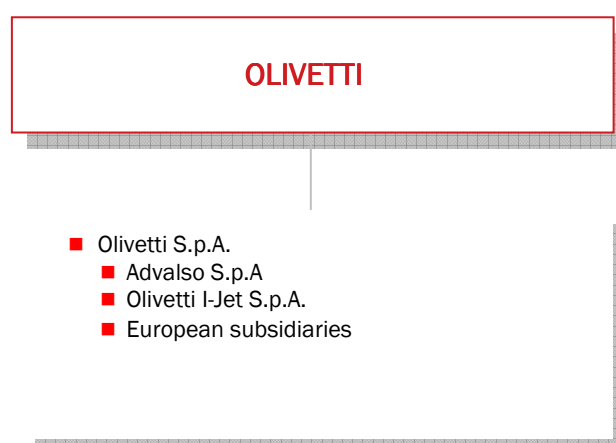 OLIVETTI
Olivetti S.p.A.
Advalso S.p.A
Olivetti I-Jet S.p.A.
European subsidiaries